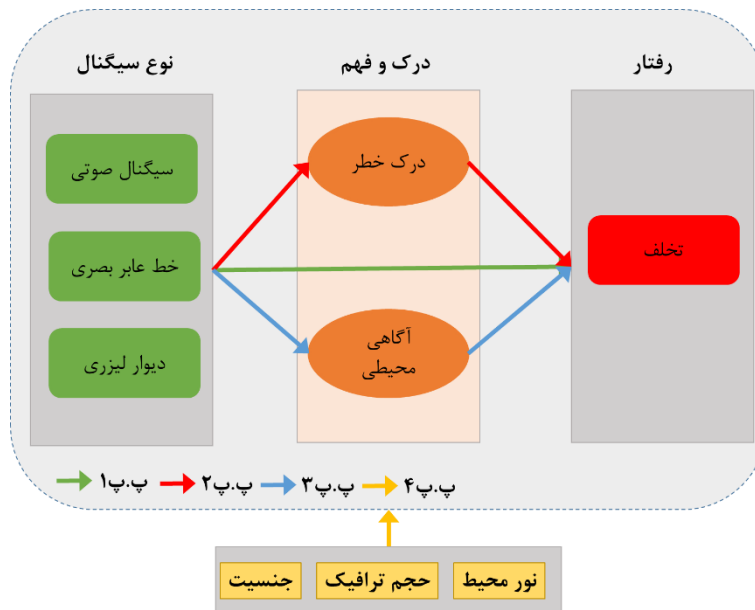 رفتار
درک و فهم
نوع سیگنال
سیگنال صوتی
درک خطر
خط عابر بصری
تخلف
آگاهی
محیطی
دیوار لیزری
پ.پ۱
پ.پ۲
پ.پ۳
پ.پ۴
نور محیط
حجم ترافیک
جنسیت